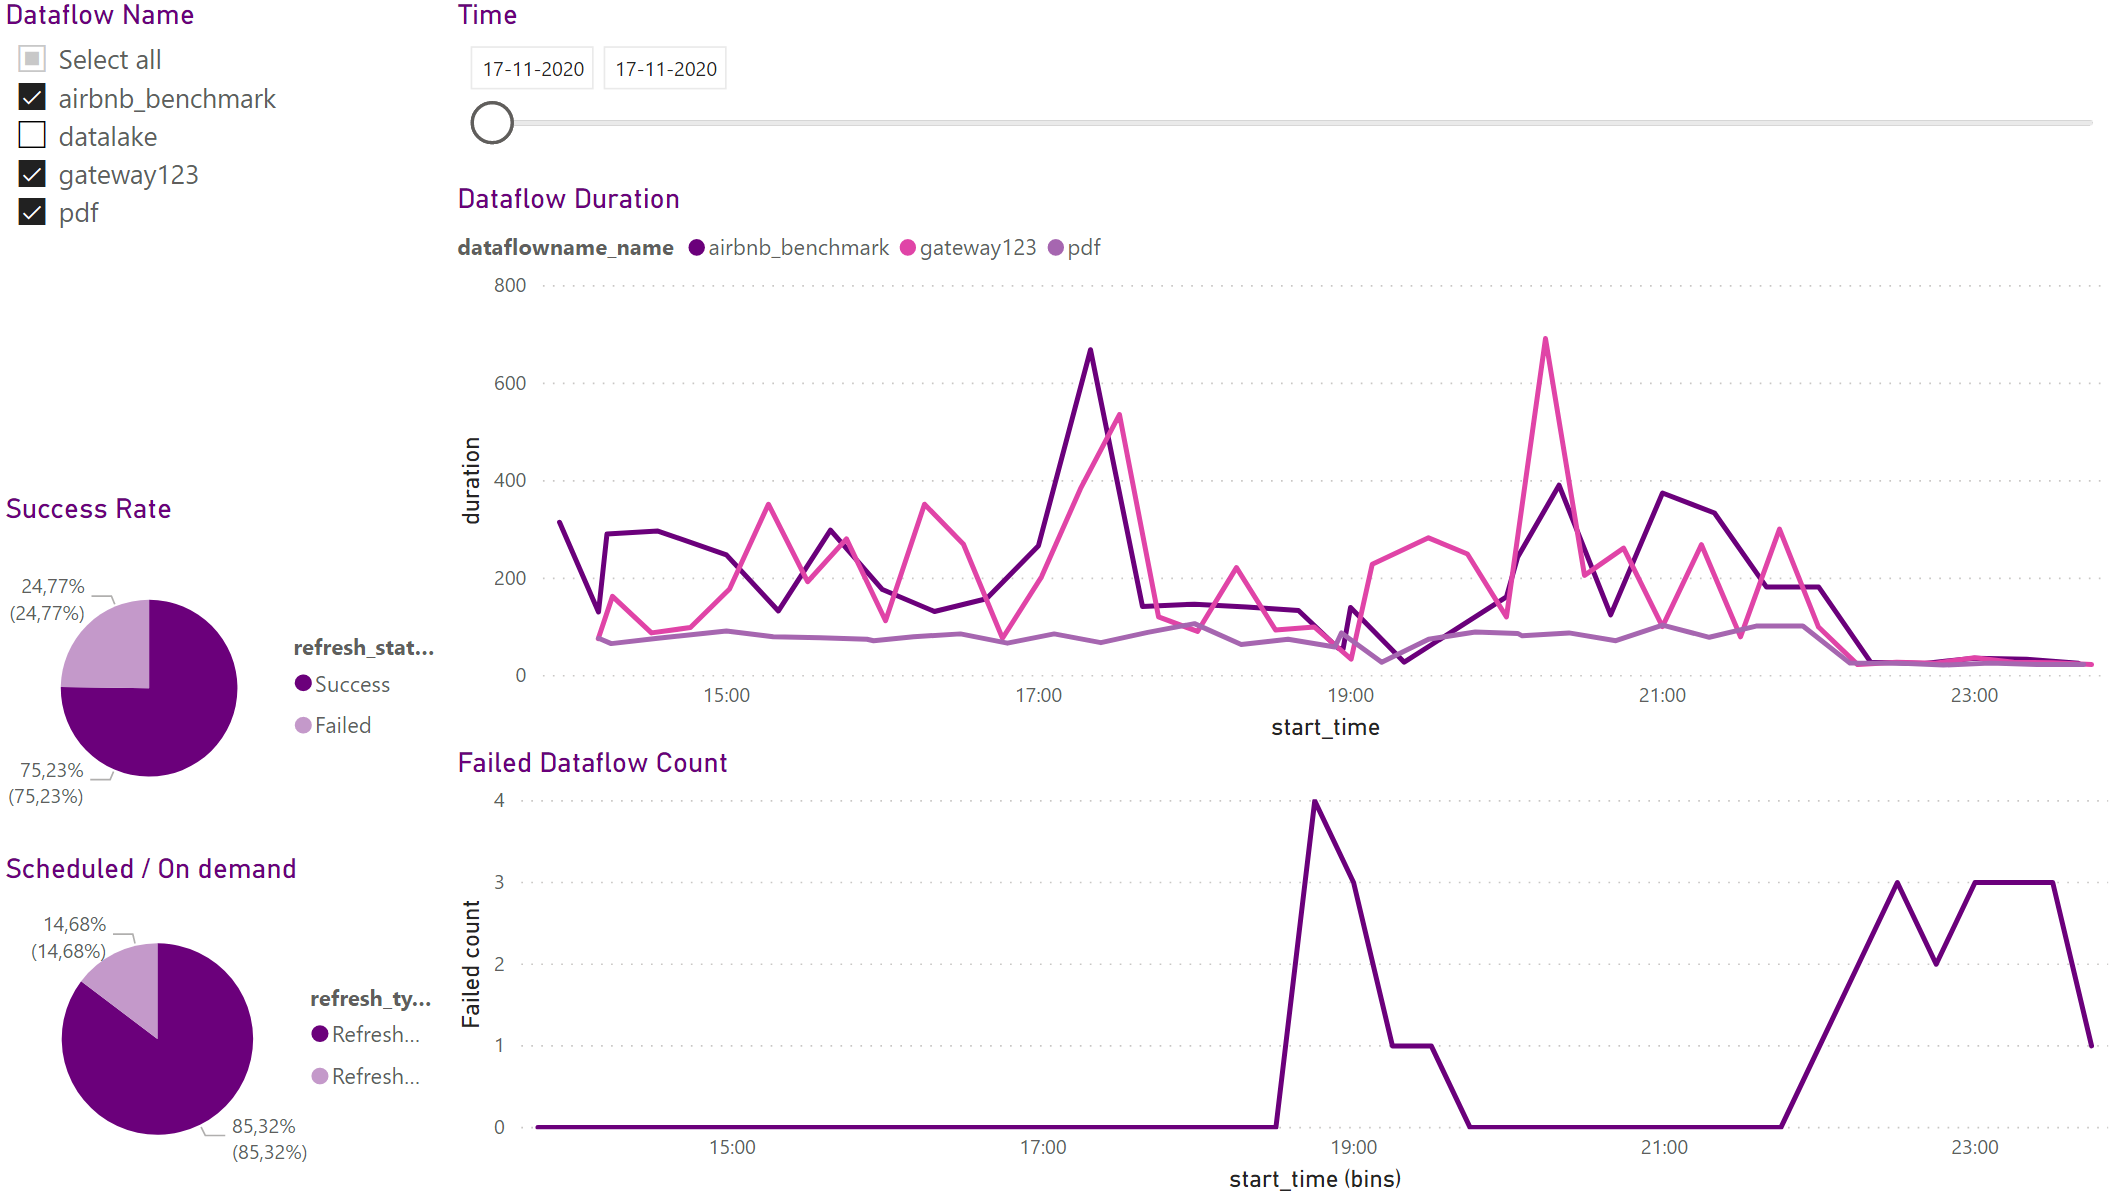 Dataflow Name
Select all
airbnb_benchmark
datalake
gateway123
pdf
Time
17-11-2020 17-11-2020
Dataflow Duration
dataflowname_name airbnb_benchmark gateway123 pdf
800
600
400
200
0
duration
15:00 17:00 19:00 21:00 23:00
start_time
Success Rate
24,77%
(24,77%)
75,23%
(75,23%)
refresh_stat...
Success
Failed
Scheduled / On demand
14,68%
(14,68%)
85,32%
(85,32%)
refresh_ty...
Refresh...
Refresh...
Failed Dataflow Count
4
3
2
1
0
Failed count
15:00 17:00 19:00 21:00 23:00
start_time (bins)